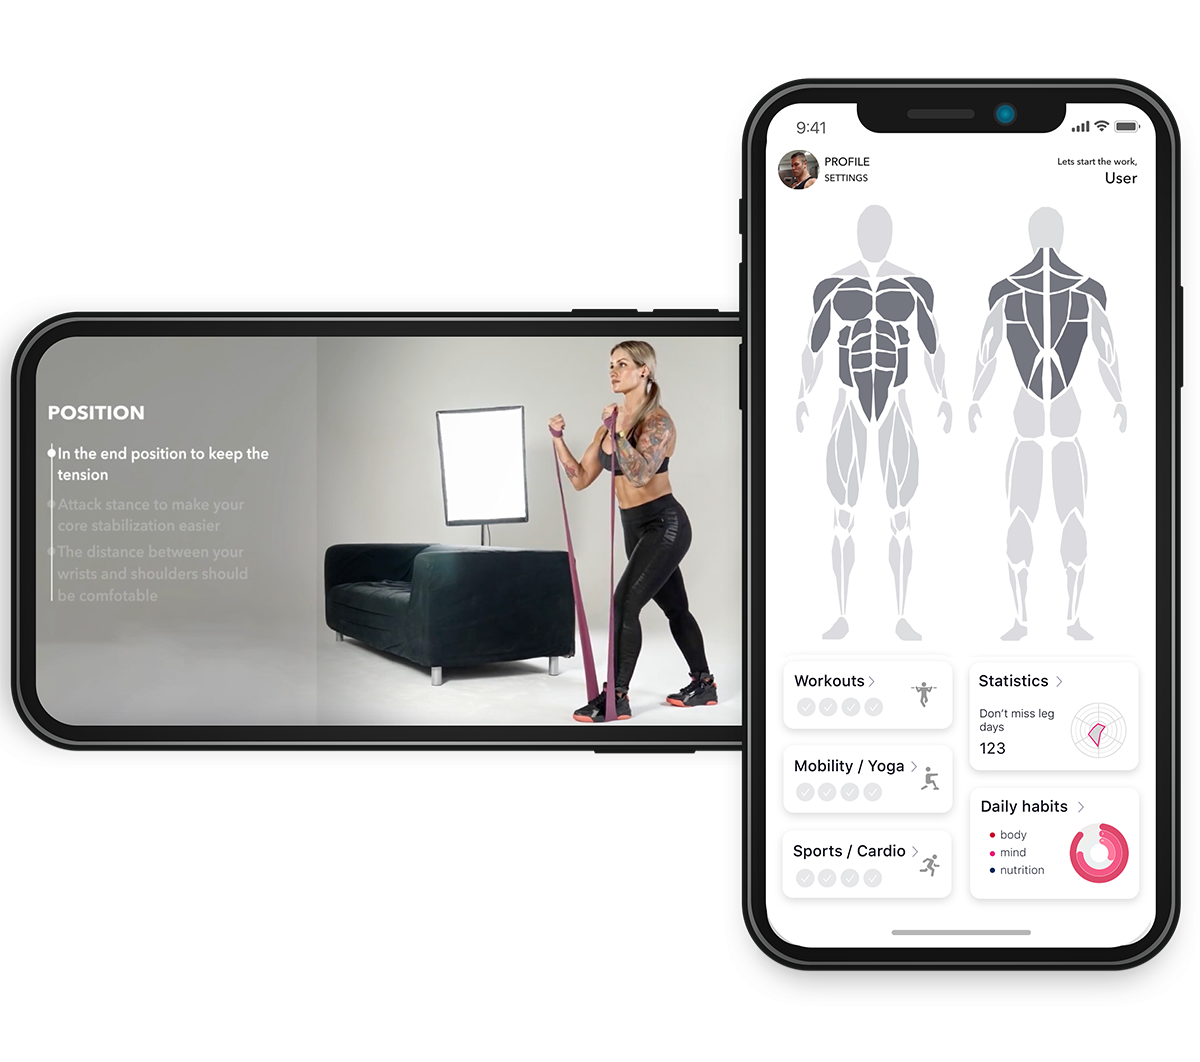 POSITION
In the end position to keep the
tension
Attack stance to make your
core stabilization easier
The distance between your
wrists and shoulders should
be comfotable
9:41
PROFILE
SETTINGS
Lets start the work,
User
Workouts
Mobility / Yoga
Sports / Cardio
Statistics
Don't miss leg
days
123
Daily habits
body
mind
nutrition